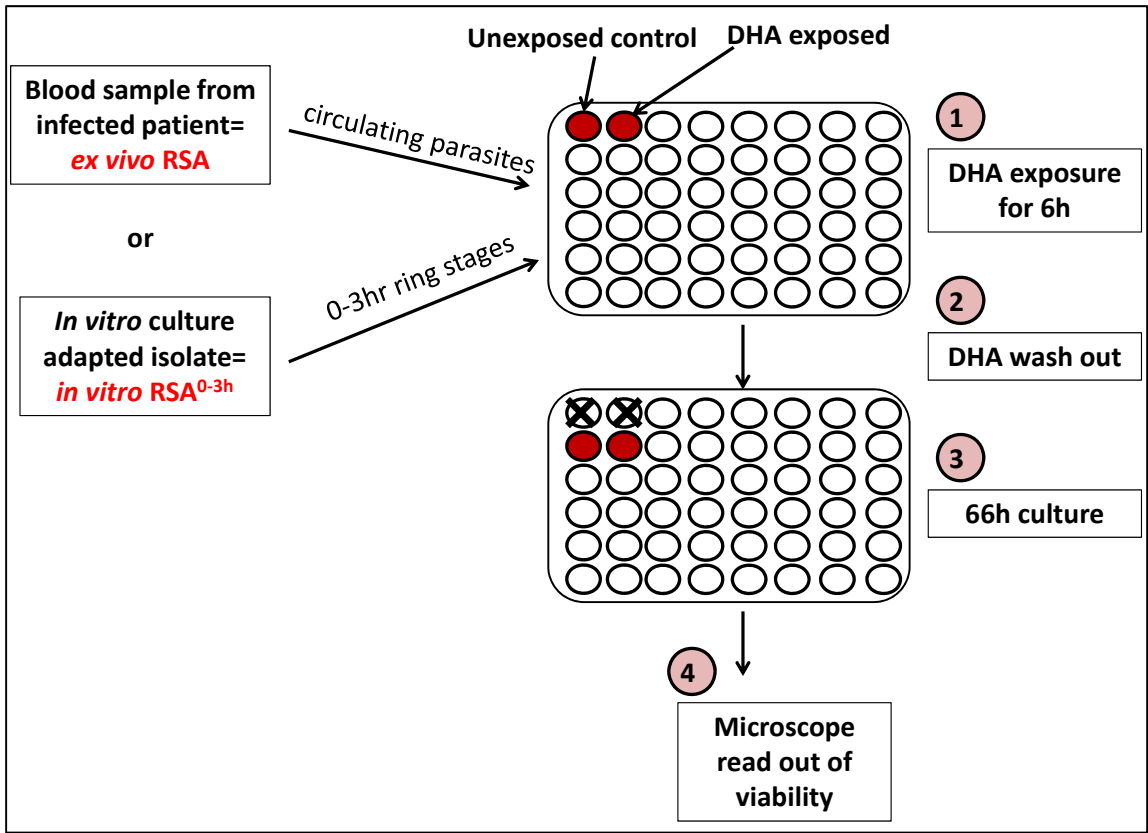 Unexposed control
DHA exposed
Blood sample from
infected patient=
ex vivo RSA
circulating parasites
or
0-3hr ring stages
In vitro culture
adapted isolate=
in vitro RSA⁰⁻³ʰ
1
DHA exposure
for 6h
2
DHA wash out
3
66h culture
4
Microscope
read out of
viability